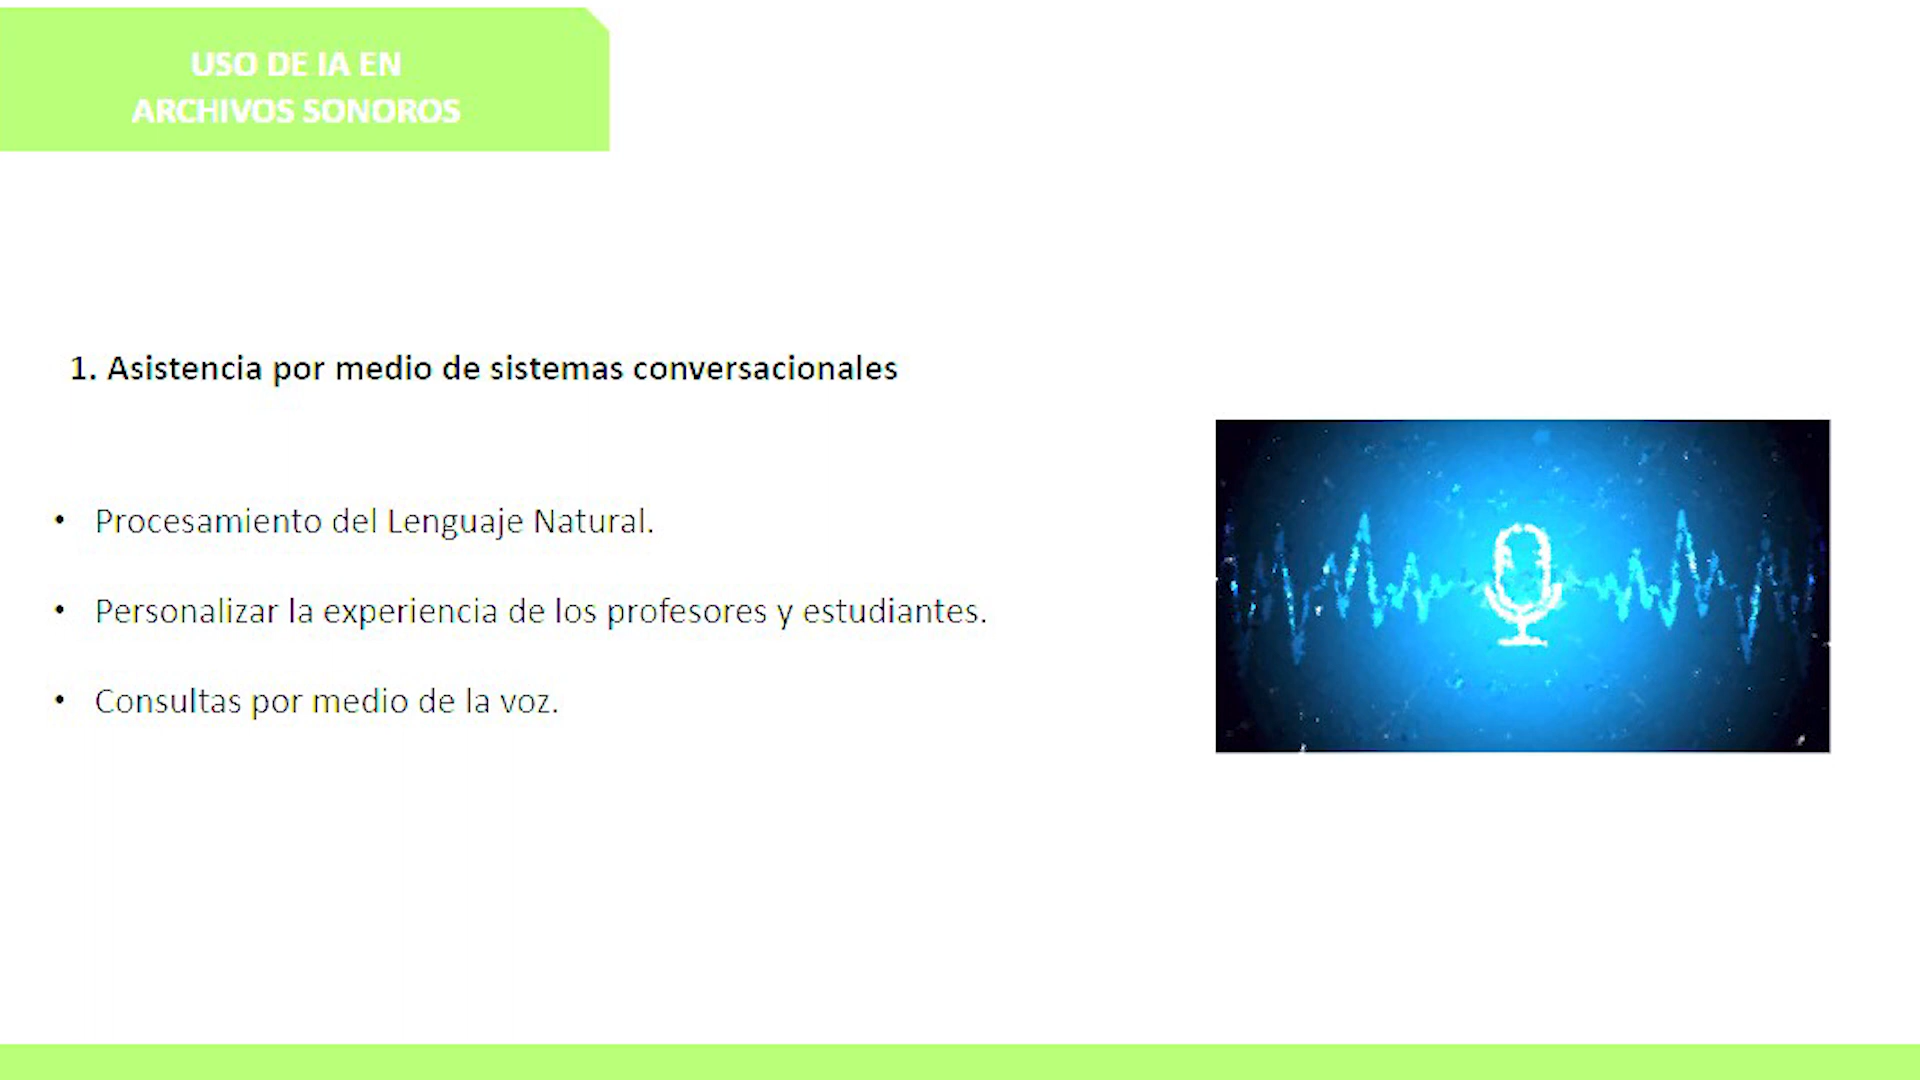 USO DE IA EN
ARCHIVOS SONOROS
1. Asistencia por medio de sistemas conversacionales
• Procesamiento del Lenguaje Natural.
• Personalizar la experiencia de los profesores y estudiantes.
• Consultas por medio de la voz.